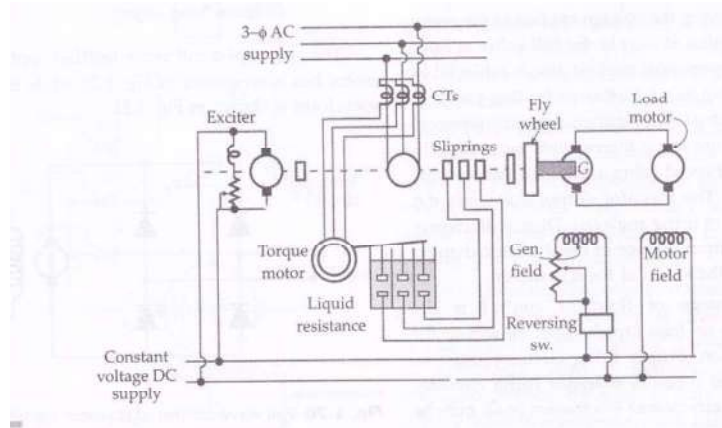 3–ϕ AC
supply
CTs
Exciter
Fly
wheel
Load
motor
Sliprings
G
Torque
motor
Liquid
resistance
Gen.
field
Motor
field
Reversing
sw.
Constant
voltage DC
supply